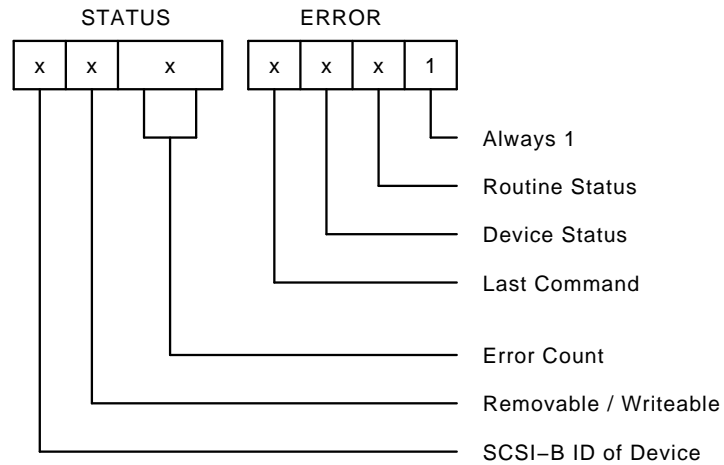 STATUS ERROR
x x x x x x 1
Always 1
Routine Status
Device Status
Last Command
Error Count
Removable / Writeable
SCSI–B ID of Device